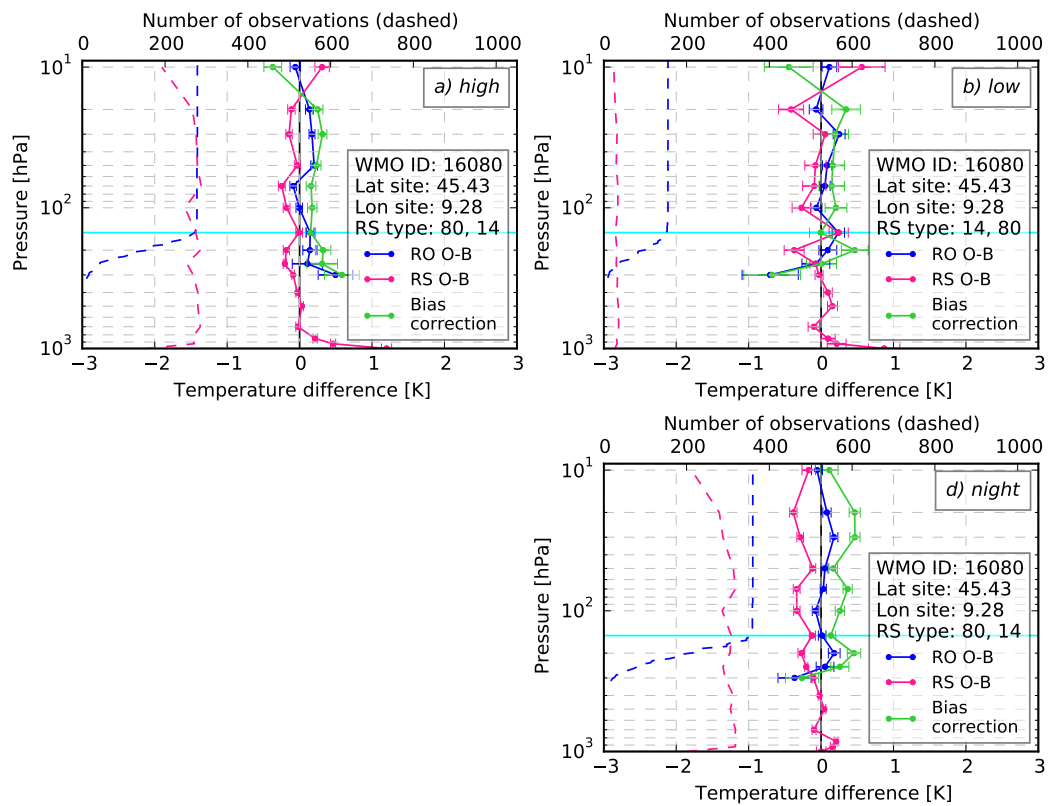 Number of observations (dashed)
0 200 400 600 800 1000
10¹
10²
10³
Pressure [hPa]
a) high
WMO ID: 16080
Lat site: 45.43
Lon site: 9.28
RS type: 80, 14
RO O-B
RS O-B
Bias
correction
−3 −2 −1 0 1 2 3
Temperature difference [K]
Number of observations (dashed)
0 200 400 600 800 1000
10¹
10²
10³
Pressure [hPa]
b) low
WMO ID: 16080
Lat site: 45.43
Lon site: 9.28
RS type: 14, 80
RO O-B
RS O-B
Bias
correction
−3 −2 −1 0 1 2 3
Temperature difference [K]
Number of observations (dashed)
0 200 400 600 800 1000
10¹
10²
10³
Pressure [hPa]
d) night
WMO ID: 16080
Lat site: 45.43
Lon site: 9.28
RS type: 80, 14
RO O-B
RS O-B
Bias
correction
−3 −2 −1 0 1 2 3
Temperature difference [K]